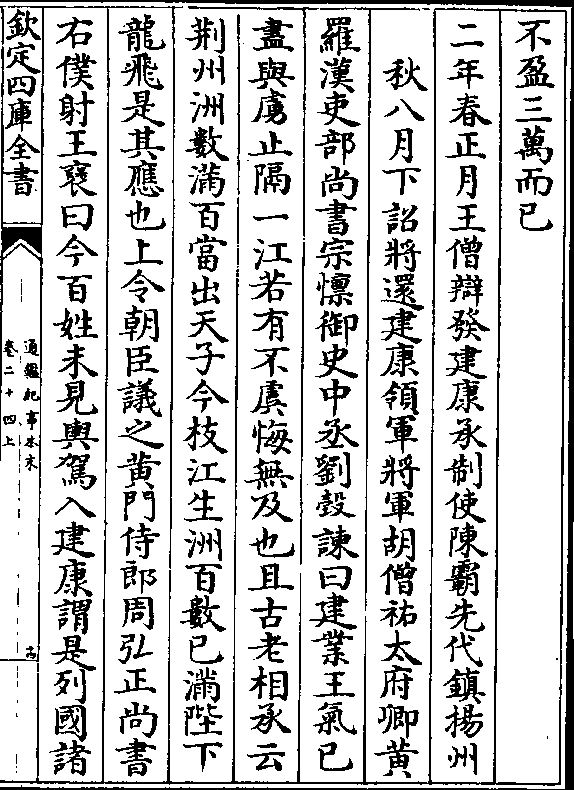 不盈三萬而已
二年春正月王僧辯發建康承制使陳霸先代鎮揚州
秋八月下詔將還建康領軍將軍胡僧祐太府卿黄
羅漢吏部尚書宗懍御史中丞劉㲄諫曰建業王氣已
盡與虜止隔一江若有不虞悔無及也且古老相承云
荆州洲數滿百當出天子今枝江生洲百數已滿陛下
龍飛是其應也上令朝臣議之黄門侍郎周弘正尚書
右僕射王褒曰今百姓未見輿駕入建康謂是列國諸
欽定四庫全書
通鑑紀事本末
卷二十四上